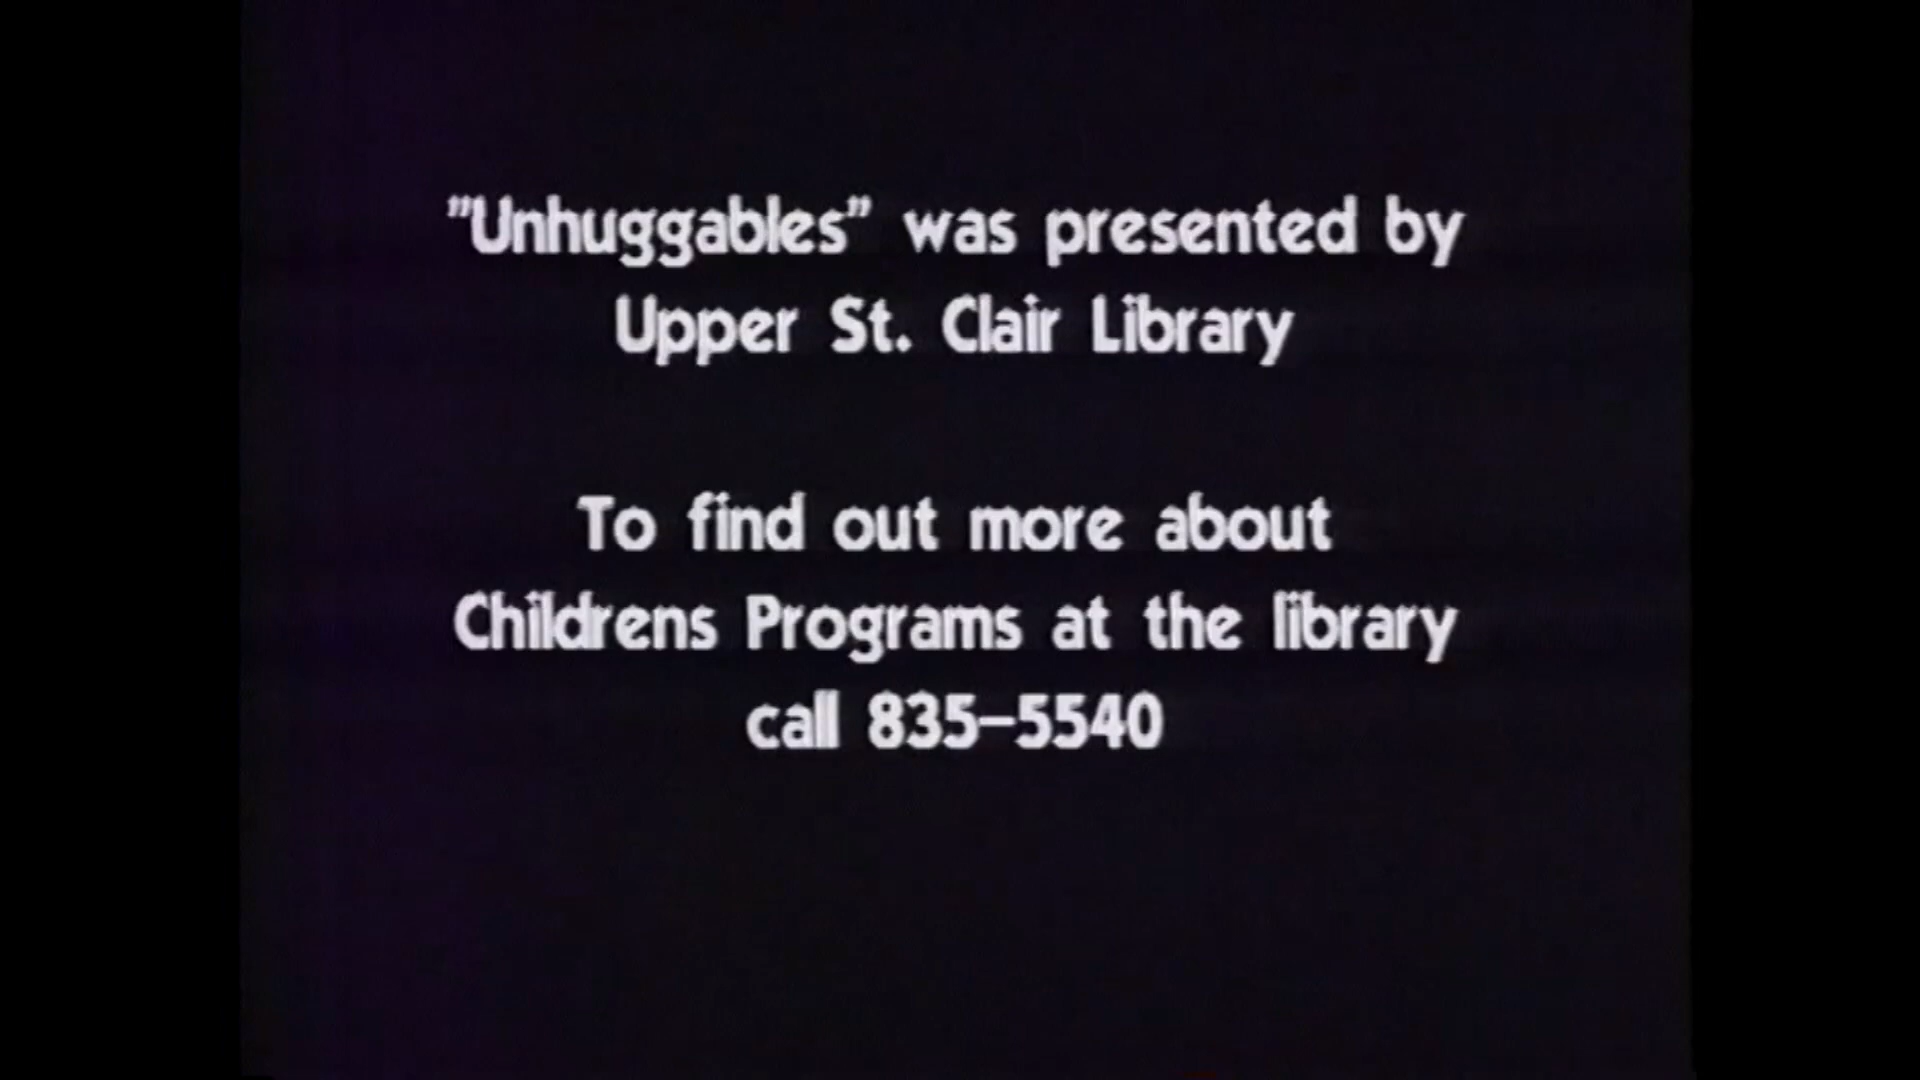 "Unhuggables" was presented by
Upper St. Clair Library
To find out more about
Childrens Programs at the library
call 835-5540